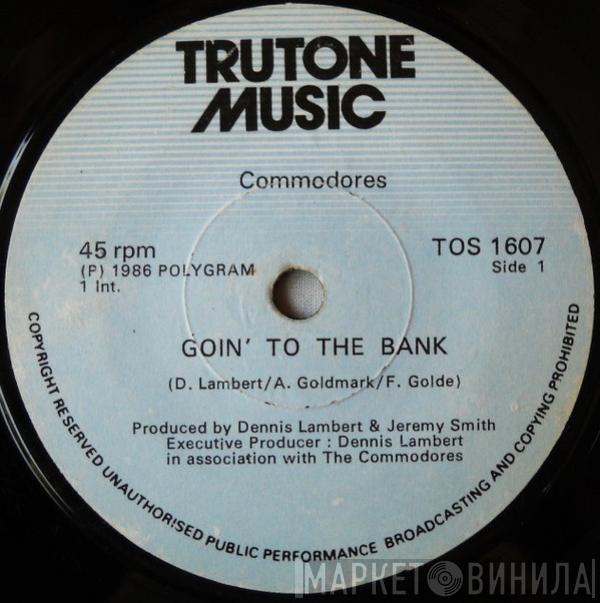 TRUTONE
MUSIC
Commodores
45 rpm
(P) 1986 POLYGRAM
1 Int.
TOS 1607
Side 1
GOIN' TO THE BANK
(D. Lambert/A. Goldmark/F. Golde)
Produced by Dennis Lambert & Jeremy Smith
Executive Producer : Dennis Lambert
in association with The Commodores
COPYRIGHT RESERVED UNAUTHORISED PUBLIC PERFORMANCE BROADCASTING AND COPYING PROHIBITED
МАРКЕТ ВИНИЛА